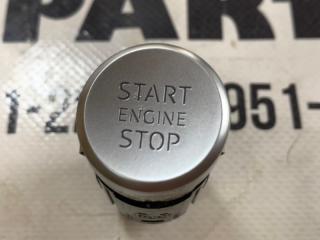 PART
1-2
951-
START
ENGINE
STOP